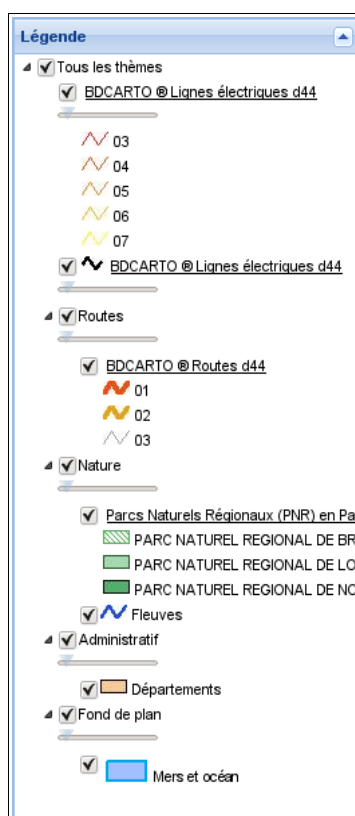 Légende
Tous les thèmes
BDCARTO ® Lignes électriques d44
03
04
05
06
07
BDCARTO ® Lignes électriques d44
Routes
BDCARTO ® Routes d44
01
02
03
Nature
Parcs Naturels Régionaux (PNR) en Pa
PARC NATUREL REGIONAL DE BR
PARC NATUREL REGIONAL DE LO
PARC NATUREL REGIONAL DE NO
Fleuves
Administratif
Départements
Fond de plan
Mers et océan